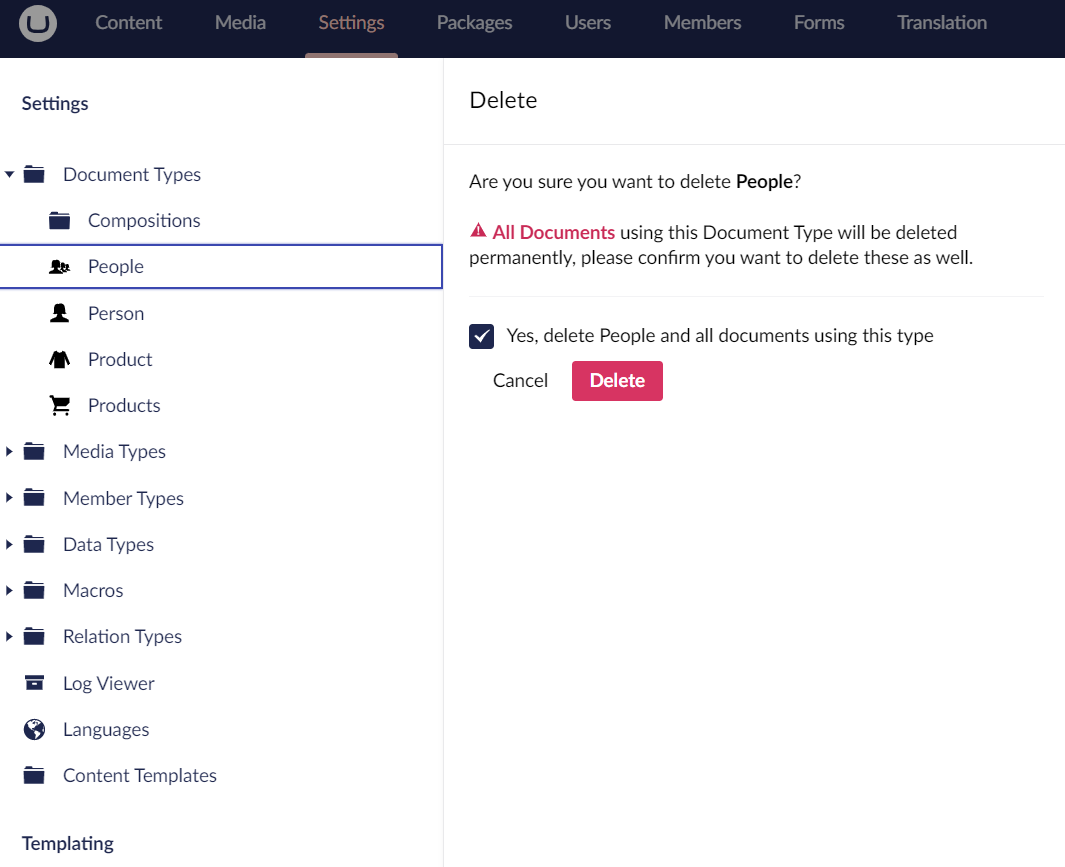 Content Media Settings Packages Users Members Forms Translation
Settings
Document Types
Compositions
People
Person
Product
Products
Media Types
Member Types
Data Types
Macros
Relation Types
Log Viewer
Languages
Content Templates
Templating
Delete
Are you sure you want to delete People?
All Documents using this Document Type will be deleted
permanently, please confirm you want to delete these as well.
Yes, delete People and all documents using this type
Cancel Delete